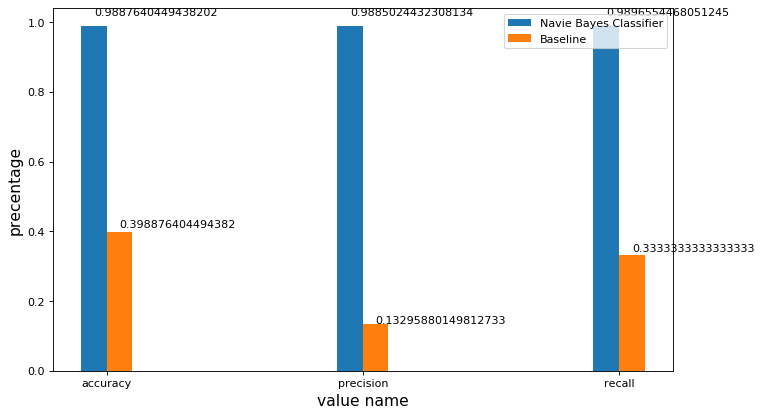 0.9887640449438202
0.9885024432308134
0.9896554468051245
Navie Bayes Classifier
Baseline
1.0
0.8
0.6
0.4
0.2
0.0
precentage
0.398876404494382
0.13295880149812733
0.3333333333333333
accuracy
precision
recall
value name